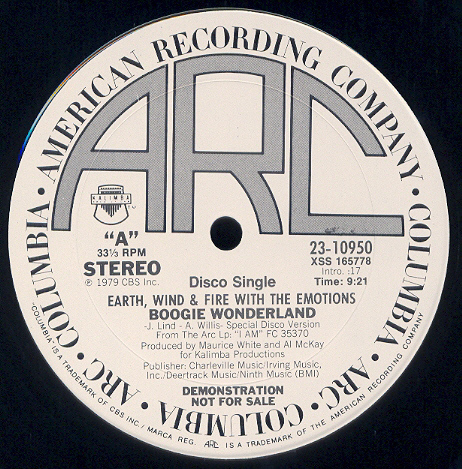 AMERICAN RECORDING COMPANY • COLUMBIA • ARC • COLUMBIA • ARC • COLUMBIA •
ARC
KALIMBA
"A"
33⅓ RPM
STEREO
℗ 1979 CBS Inc.
23-10950
XSS 165778
Intro. :17
Time: 9:21
Disco Single
EARTH, WIND & FIRE WITH THE EMOTIONS
BOOGIE WONDERLAND
-J. Lind - A. Willis- Special Disco Version
From The Arc Lp: "I AM" FC 35370
Produced by Maurice White and Al McKay
for Kalimba Productions
Publisher: Charleville Music/Irving Music,
Inc./Deertrack Music/Ninth Music (BMI)
DEMONSTRATION
NOT FOR SALE
"COLUMBIA" IS A TRADEMARK OF CBS INC./ MARCA REG. ARC IS A TRADEMARK OF THE AMERICAN RECORDING COMPANY